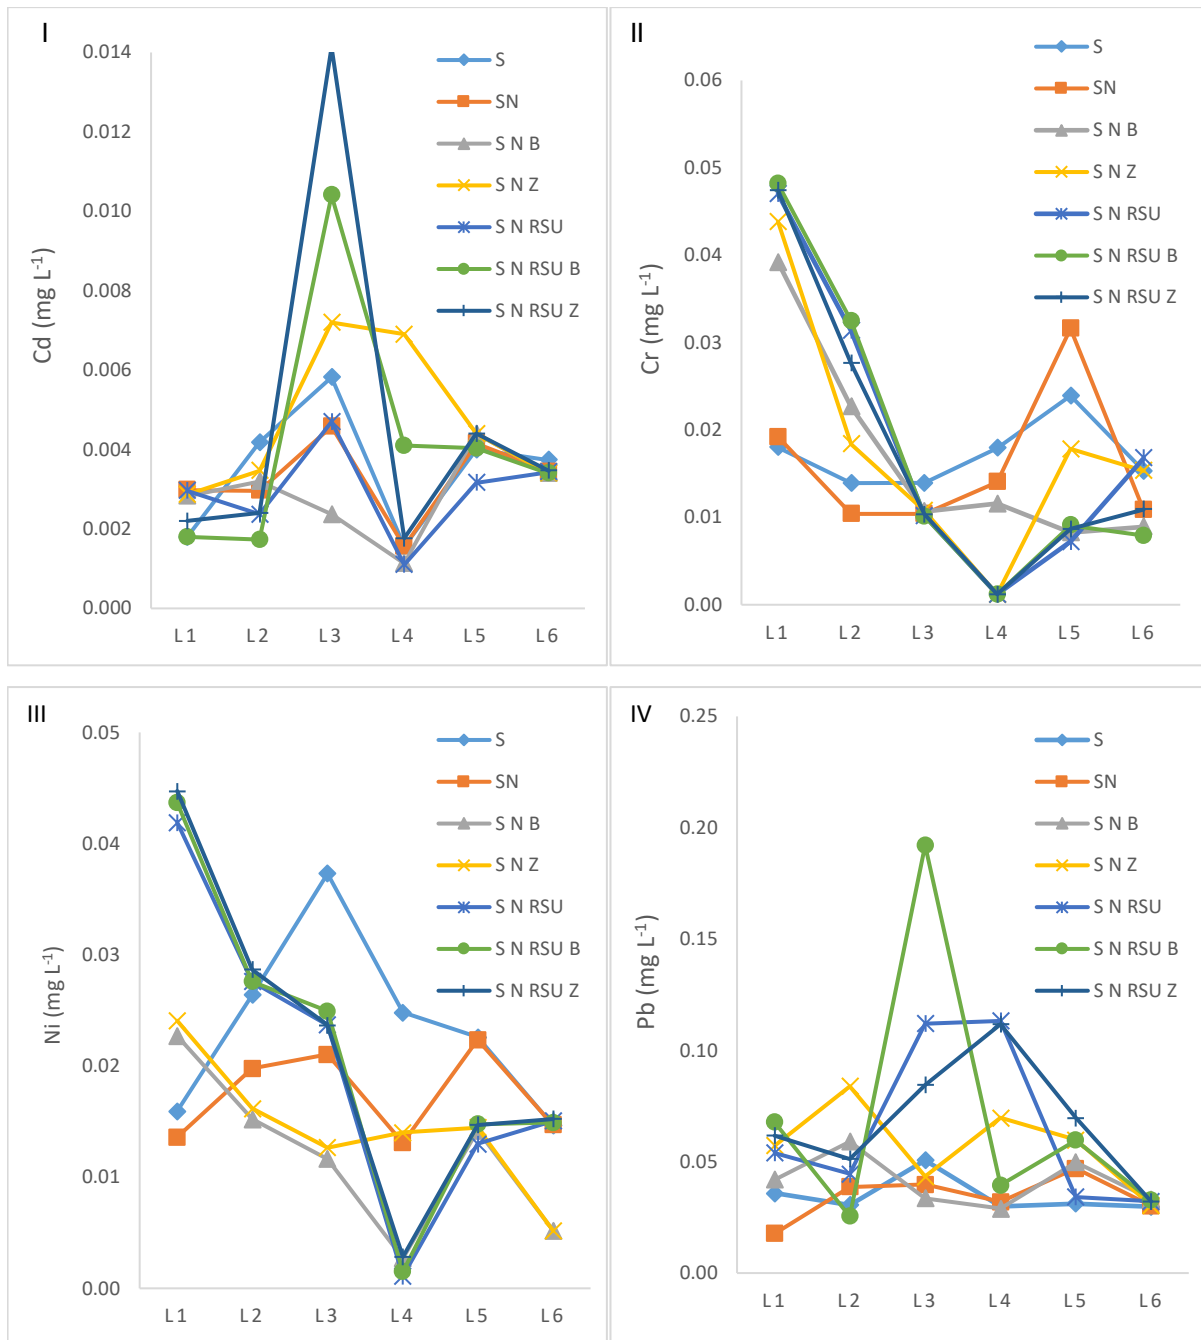 I
Cd (mg L⁻¹)
0.014
0.012
0.010
0.008
0.006
0.004
0.002
0.000
L1 L2 L3 L4 L5 L6
S
SN
S N B
S N Z
S N RSU
S N RSU B
S N RSU Z
II
Cr (mg L⁻¹)
0.06
0.05
0.04
0.03
0.02
0.01
0.00
L1 L2 L3 L4 L5 L6
S
SN
S N B
S N Z
S N RSU
S N RSU B
S N RSU Z
III
Ni (mg L⁻¹)
0.05
0.04
0.03
0.02
0.01
0.00
L1 L2 L3 L4 L5 L6
S
SN
S N B
S N Z
S N RSU
S N RSU B
S N RSU Z
IV
Pb (mg L⁻¹)
0.25
0.20
0.15
0.10
0.05
0.00
L1 L2 L3 L4 L5 L6
S
SN
S N B
S N Z
S N RSU
S N RSU B
S N RSU Z